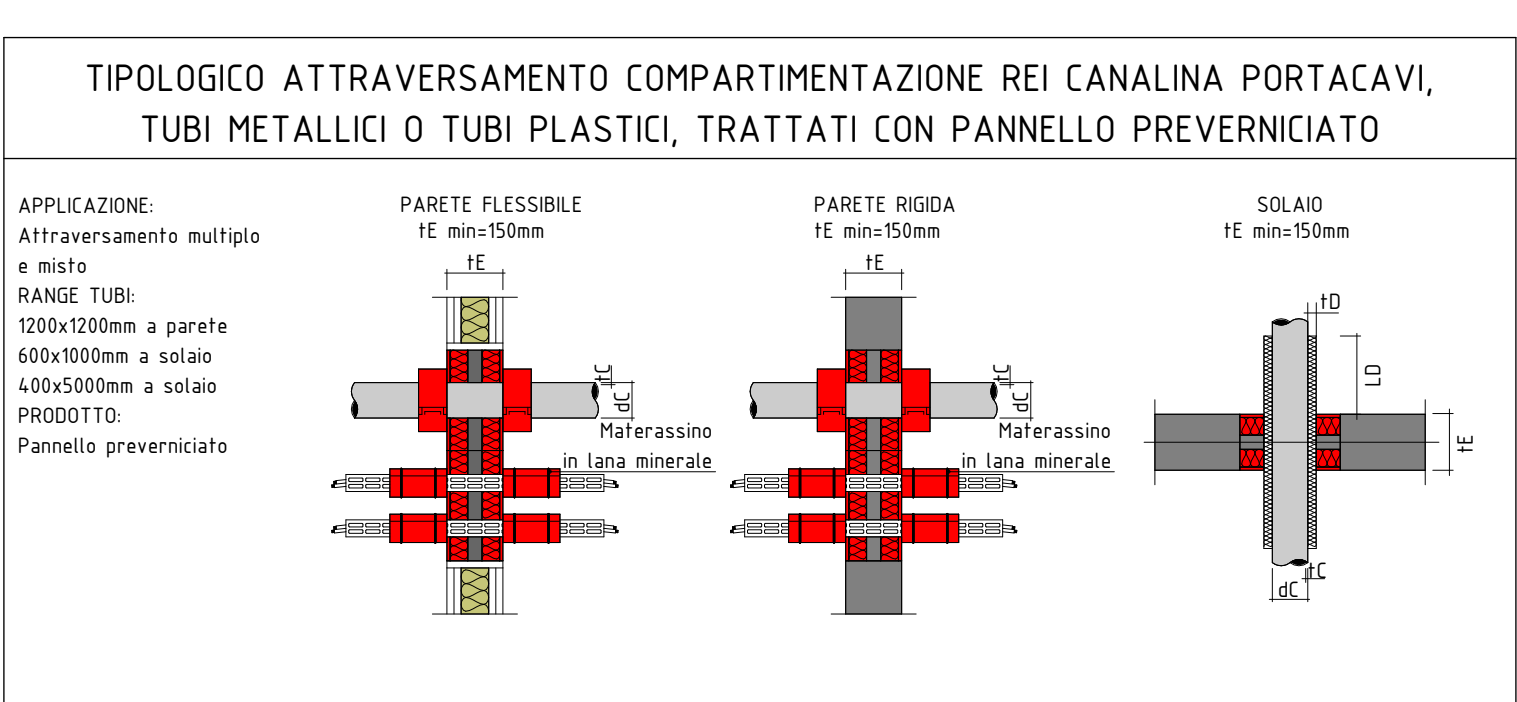 TIPOLOGICO ATTRAVERSAMENTO COMPARTIMENTAZIONE REI CANALINA PORTACAVI,
TUBI METALLICI O TUBI PLASTICI, TRATTATI CON PANNELLO PREVERNICIATO
APPLICAZIONE:
Attraversamento multiplo
e misto
RANGE TUBI:
1200x1200mm a parete
600x1000mm a solaio
400x5000mm a solaio
PRODOTTO:
Pannello preverniciato
PARETE FLESSIBILE
tE min=150mm
tE
tC
dC
Materassino
in lana minerale
PARETE RIGIDA
tE min=150mm
tE
tC
dC
Materassino
in lana minerale
SOLAIO
tE min=150mm
tD
LD
tE
tC
dC